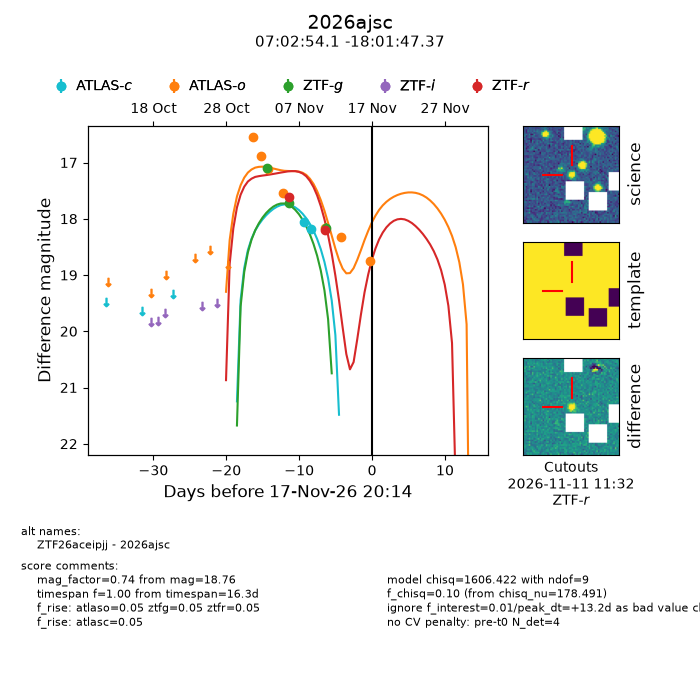 2026ajsc
07:02:54.1 -18:01:47.37
ATLAS-c
ATLAS-o
ZTF-g
ZTF-i
ZTF-r
18 Oct
28 Oct
07 Nov
17 Nov
27 Nov
17
18
19
20
21
22
Difference magnitude
−30
−20
−10
0
10
Days before 17-Nov-26 20:14
science
template
difference
Cutouts
2026-11-11 11:32
ZTF-r
alt names:
ZTF26aceipjj - 2026ajsc
score comments:
mag_factor=0.74 from mag=18.76
timespan f=1.00 from timespan=16.3d
f_rise: atlaso=0.05 ztfg=0.05 ztfr=0.05
f_rise: atlasc=0.05
model chisq=1606.422 with ndof=9
f_chisq=0.10 (from chisq_nu=178.491)
ignore f_interest=0.01/peak_dt=+13.2d as bad value
no CV penalty: pre-t0 N_det=4